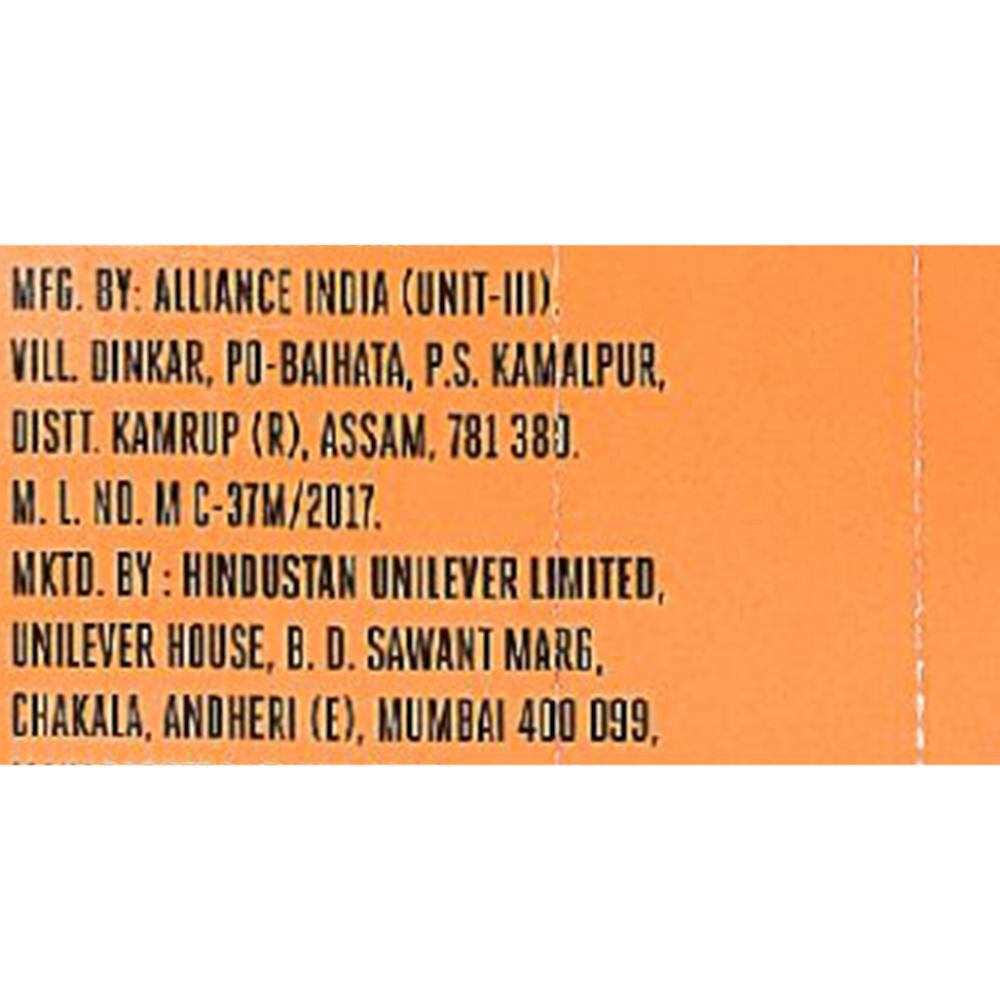 MFG. BY: ALLIANCE INDIA (UNIT-III)
VILL. DINKAR, PO-BAIHATA, P.S. KAMALPUR,
DISTT. KAMRUP (R), ASSAM, 781 380.
M. L. NO. M C-37M/2017.
MKTD. BY : HINDUSTAN UNILEVER LIMITED,
UNILEVER HOUSE, B. D. SAWANT MARG,
CHAKALA, ANDHERI (E), MUMBAI 400 099,